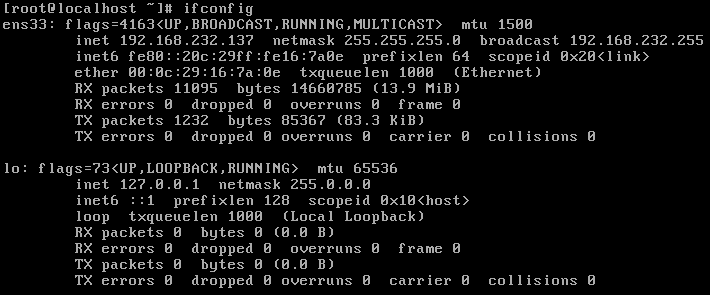 [root@localhost ~]# ifconfig
ens33: flags=4163<UP,BROADCAST,RUNNING,MULTICAST>  mtu 1500
        inet 192.168.232.137  netmask 255.255.255.0  broadcast 192.168.232.255
        inet6 fe80::20c:29ff:fe16:7a0e  prefixlen 64  scopeid 0x20<link>
        ether 00:0c:29:16:7a:0e  txqueuelen 1000  (Ethernet)
        RX packets 11095  bytes 14660785 (13.9 MiB)
        RX errors 0  dropped 0  overruns 0  frame 0
        TX packets 1232  bytes 85367 (83.3 KiB)
        TX errors 0  dropped 0 overruns 0  carrier 0  collisions 0

lo: flags=73<UP,LOOPBACK,RUNNING>  mtu 65536
        inet 127.0.0.1  netmask 255.0.0.0
        inet6 ::1  prefixlen 128  scopeid 0x10<host>
        loop  txqueuelen 1000  (Local Loopback)
        RX packets 0  bytes 0 (0.0 B)
        RX errors 0  dropped 0  overruns 0  frame 0
        TX packets 0  bytes 0 (0.0 B)
        TX errors 0  dropped 0 overruns 0  carrier 0  collisions 0